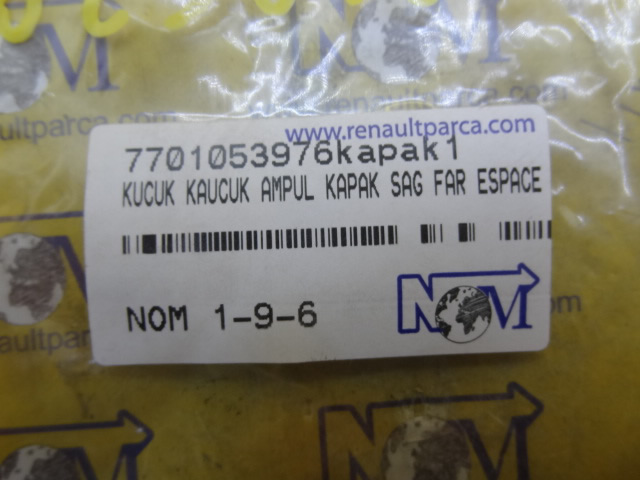 www.renaultparca.com
7701053976kapak1
KUCUK KAUCUK AMPUL KAPAK SAG FAR ESPACE
NOM 1-9-6
NOM